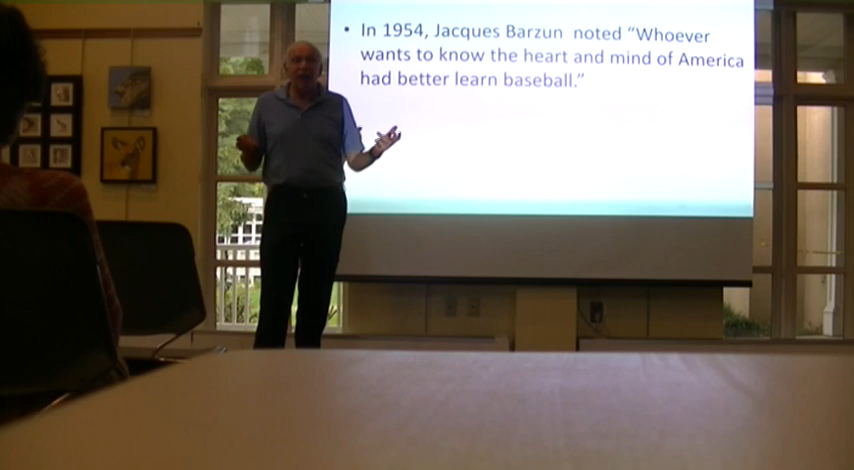 • In 1954, Jacques Barzun noted “Whoever
wants to know the heart and mind of America
had better learn baseball.”